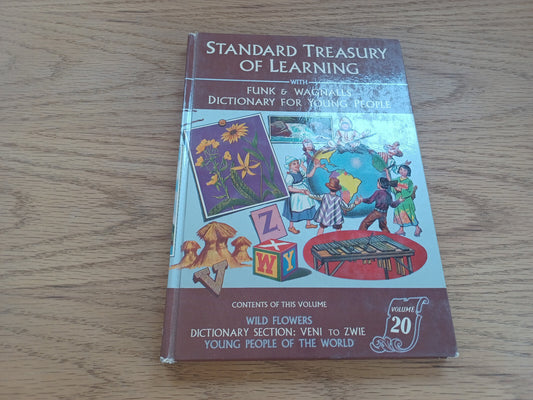 STANDARD TREASURY
OF LEARNING
WITH
FUNK & WAGNALLS
DICTIONARY FOR YOUNG PEOPLE
Z
X
W Y
V
CONTENTS OF THIS VOLUME
WILD FLOWERS
DICTIONARY SECTION: VENI TO ZWIE
YOUNG PEOPLE OF THE WORLD
VOLUME
20